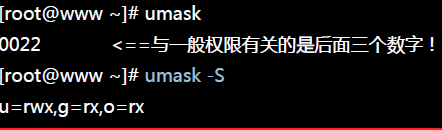 [root@www ~]# umask
0022 <==与一般权限有关的是后面三个数字！
[root@www ~]# umask -S
u=rwx,g=rx,o=rx